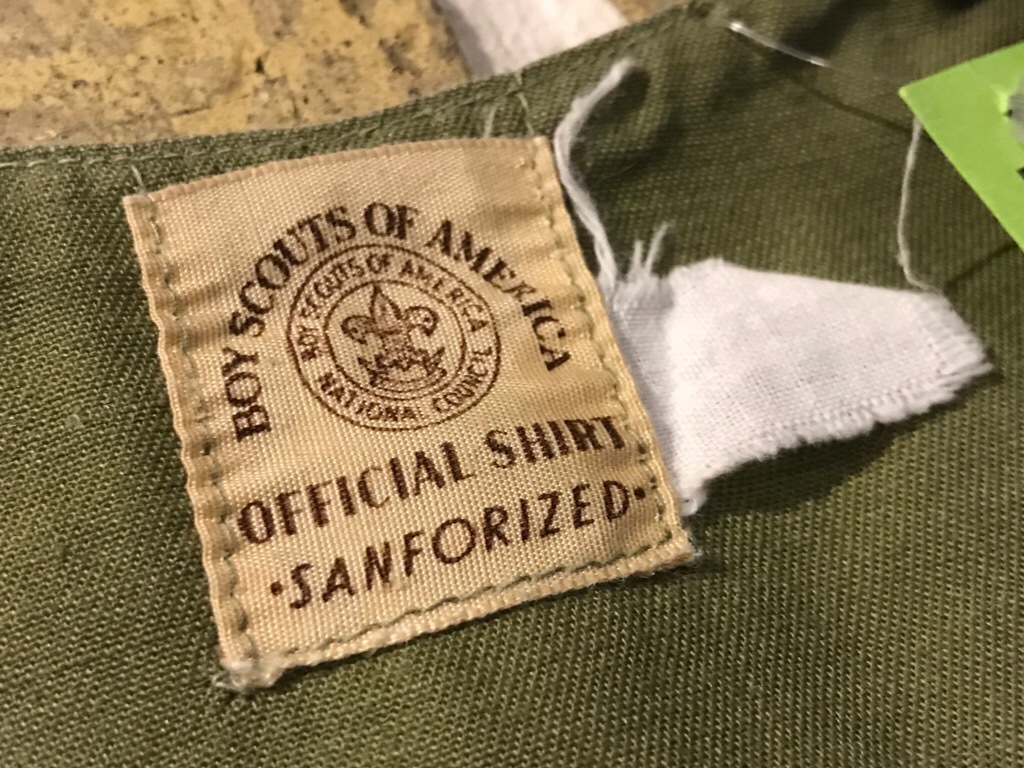 BOY SCOUTS OF AMERICA
BOY SCOUTS OF AMERICA
NATIONAL COUNCIL
OFFICIAL SHIRT
•SANFORIZED•